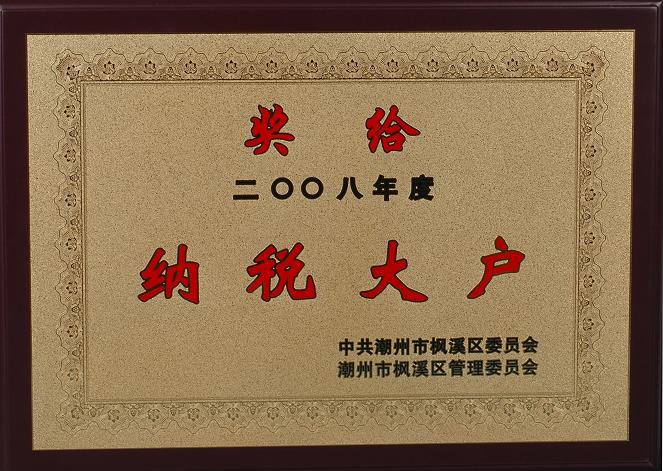 奖给
二〇〇八年度
纳税大户
中共潮州市枫溪区委员会
潮州市枫溪区管理委员会